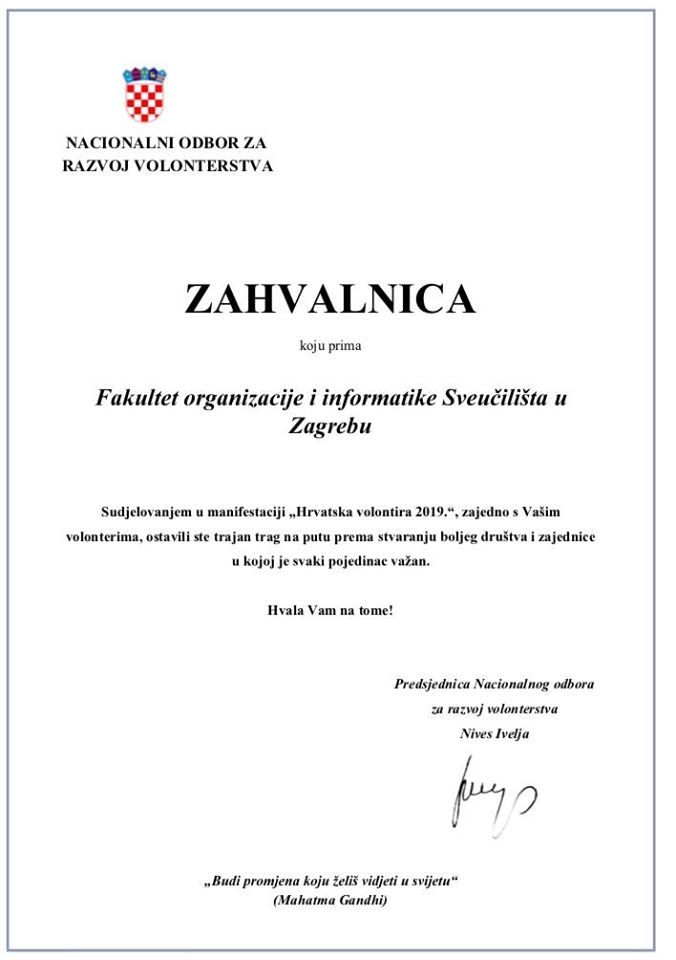 NACIONALNI ODBOR ZA
RAZVOJ VOLONTERSTVA
ZAHVALNICA
koju prima
Fakultet organizacije i informatike Sveučilišta u
Zagrebu
Sudjelovanjem u manifestaciji „Hrvatska volontira 2019.“, zajedno s Vašim
volonterima, ostavili ste trajan trag na putu prema stvaranju boljeg društva i zajednice
u kojoj je svaki pojedinac važan.
Hvala Vam na tome!
Predsjednica Nacionalnog odbora
za razvoj volonterstva
Nives Ivelja
„Budi promjena koju želiš vidjeti u svijetu“
(Mahatma Gandhi)